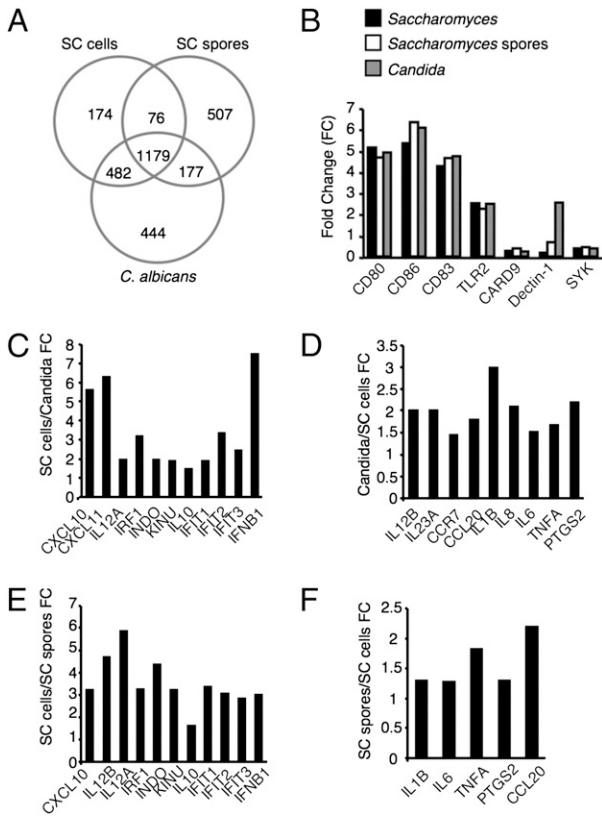 A
SC cells
SC spores
174
76
507
1179
482
177
444
C. albicans
B
Saccharomyces
Saccharomyces spores
Candida
Fold Change (FC)
7
6
5
4
3
2
1
0
CD80
CD86
CD83
TLR2
CARD9
Dectin-1
SYK
C
SC cells/Candida FC
8
7
6
5
4
3
2
1
0
CXCL10
CXCL11
IL12A
IRF1
INDO
KINU
IL10
IFIT1
IFIT2
IFIT3
IFNB1
D
Candida/SC cells FC
3.5
3
2.5
2
1.5
1
0.5
0
IL12B
IL23A
CCR7
CCL20
IL1B
IL8
IL6
TNFA
PTGS2
E
SC cells/SC spores FC
7
6
5
4
3
2
1
0
CXCL10
IL12B
IL12A
IRF1
INDO
KINU
IL10
IFIT1
IFIT2
IFIT3
IFNB1
F
SC spores/SC cells FC
2.5
2
1.5
1
0.5
0
IL1B
IL6
TNFA
PTGS2
CCL20